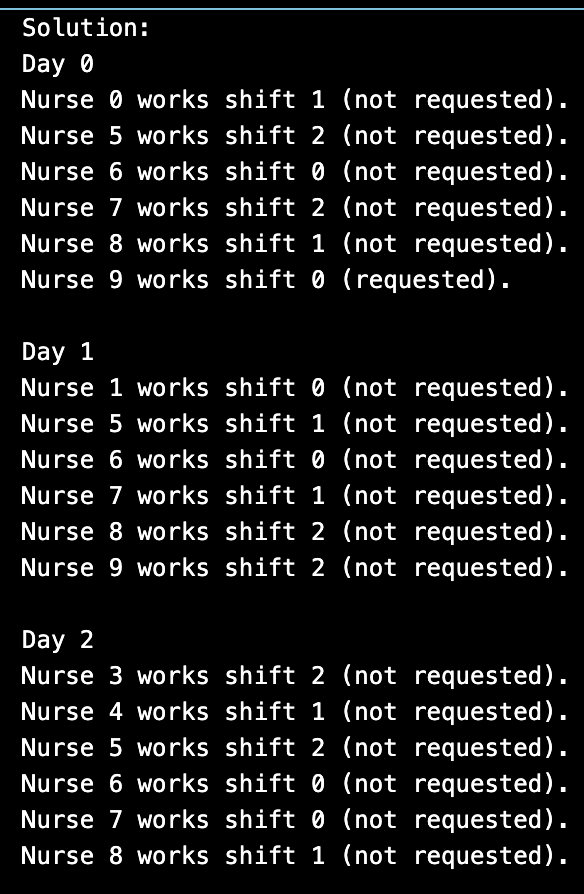 Solution:
Day 0
Nurse 0 works shift 1 (not requested).
Nurse 5 works shift 2 (not requested).
Nurse 6 works shift 0 (not requested).
Nurse 7 works shift 2 (not requested).
Nurse 8 works shift 1 (not requested).
Nurse 9 works shift 0 (requested).

Day 1
Nurse 1 works shift 0 (not requested).
Nurse 5 works shift 1 (not requested).
Nurse 6 works shift 0 (not requested).
Nurse 7 works shift 1 (not requested).
Nurse 8 works shift 2 (not requested).
Nurse 9 works shift 2 (not requested).

Day 2
Nurse 3 works shift 2 (not requested).
Nurse 4 works shift 1 (not requested).
Nurse 5 works shift 2 (not requested).
Nurse 6 works shift 0 (not requested).
Nurse 7 works shift 0 (not requested).
Nurse 8 works shift 1 (not requested).